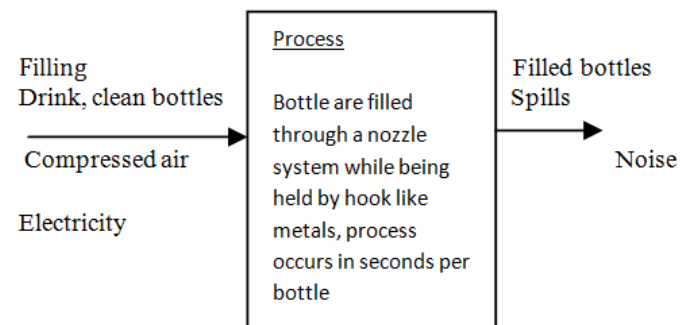 Filling
Drink, clean bottles
Compressed air
Electricity
Process
Bottle are filled
through a nozzle
system while being
held by hook like
metals, process
occurs in seconds per
bottle
Filled bottles
Spills
Noise